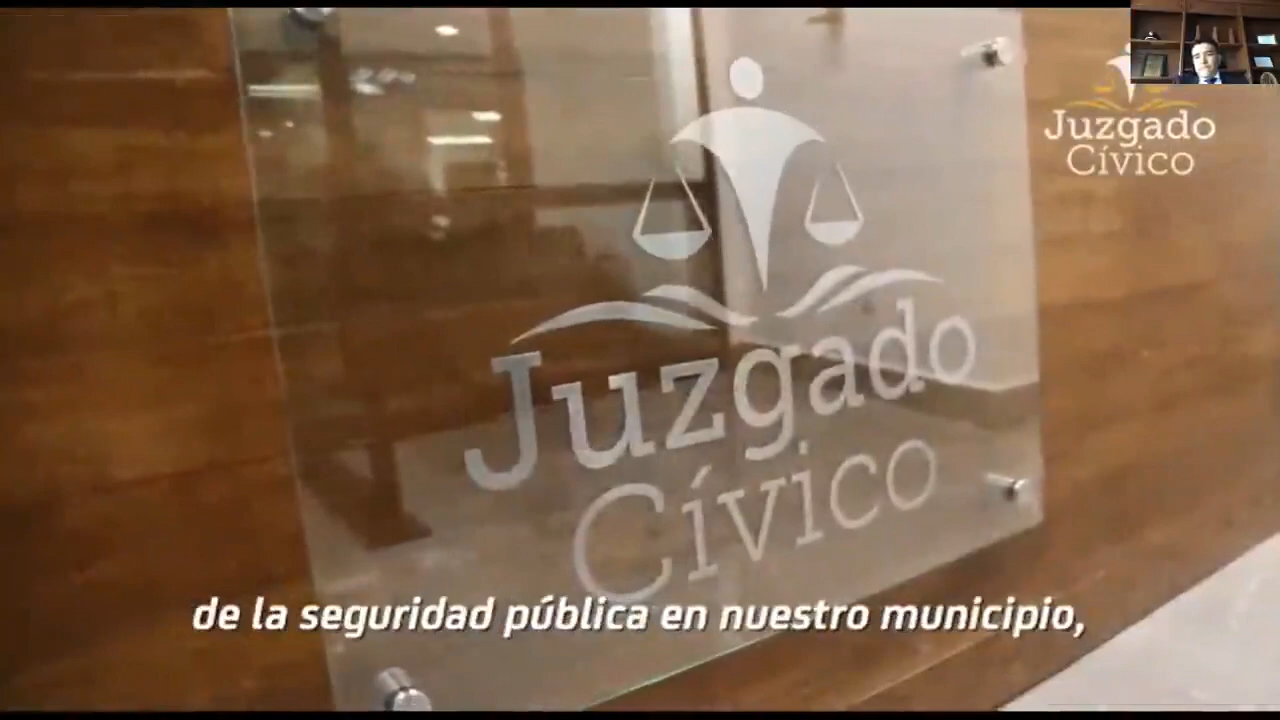 Juzgado
Cívico
Juzgado
Cívico
de la seguridad pública en nuestro municipio,